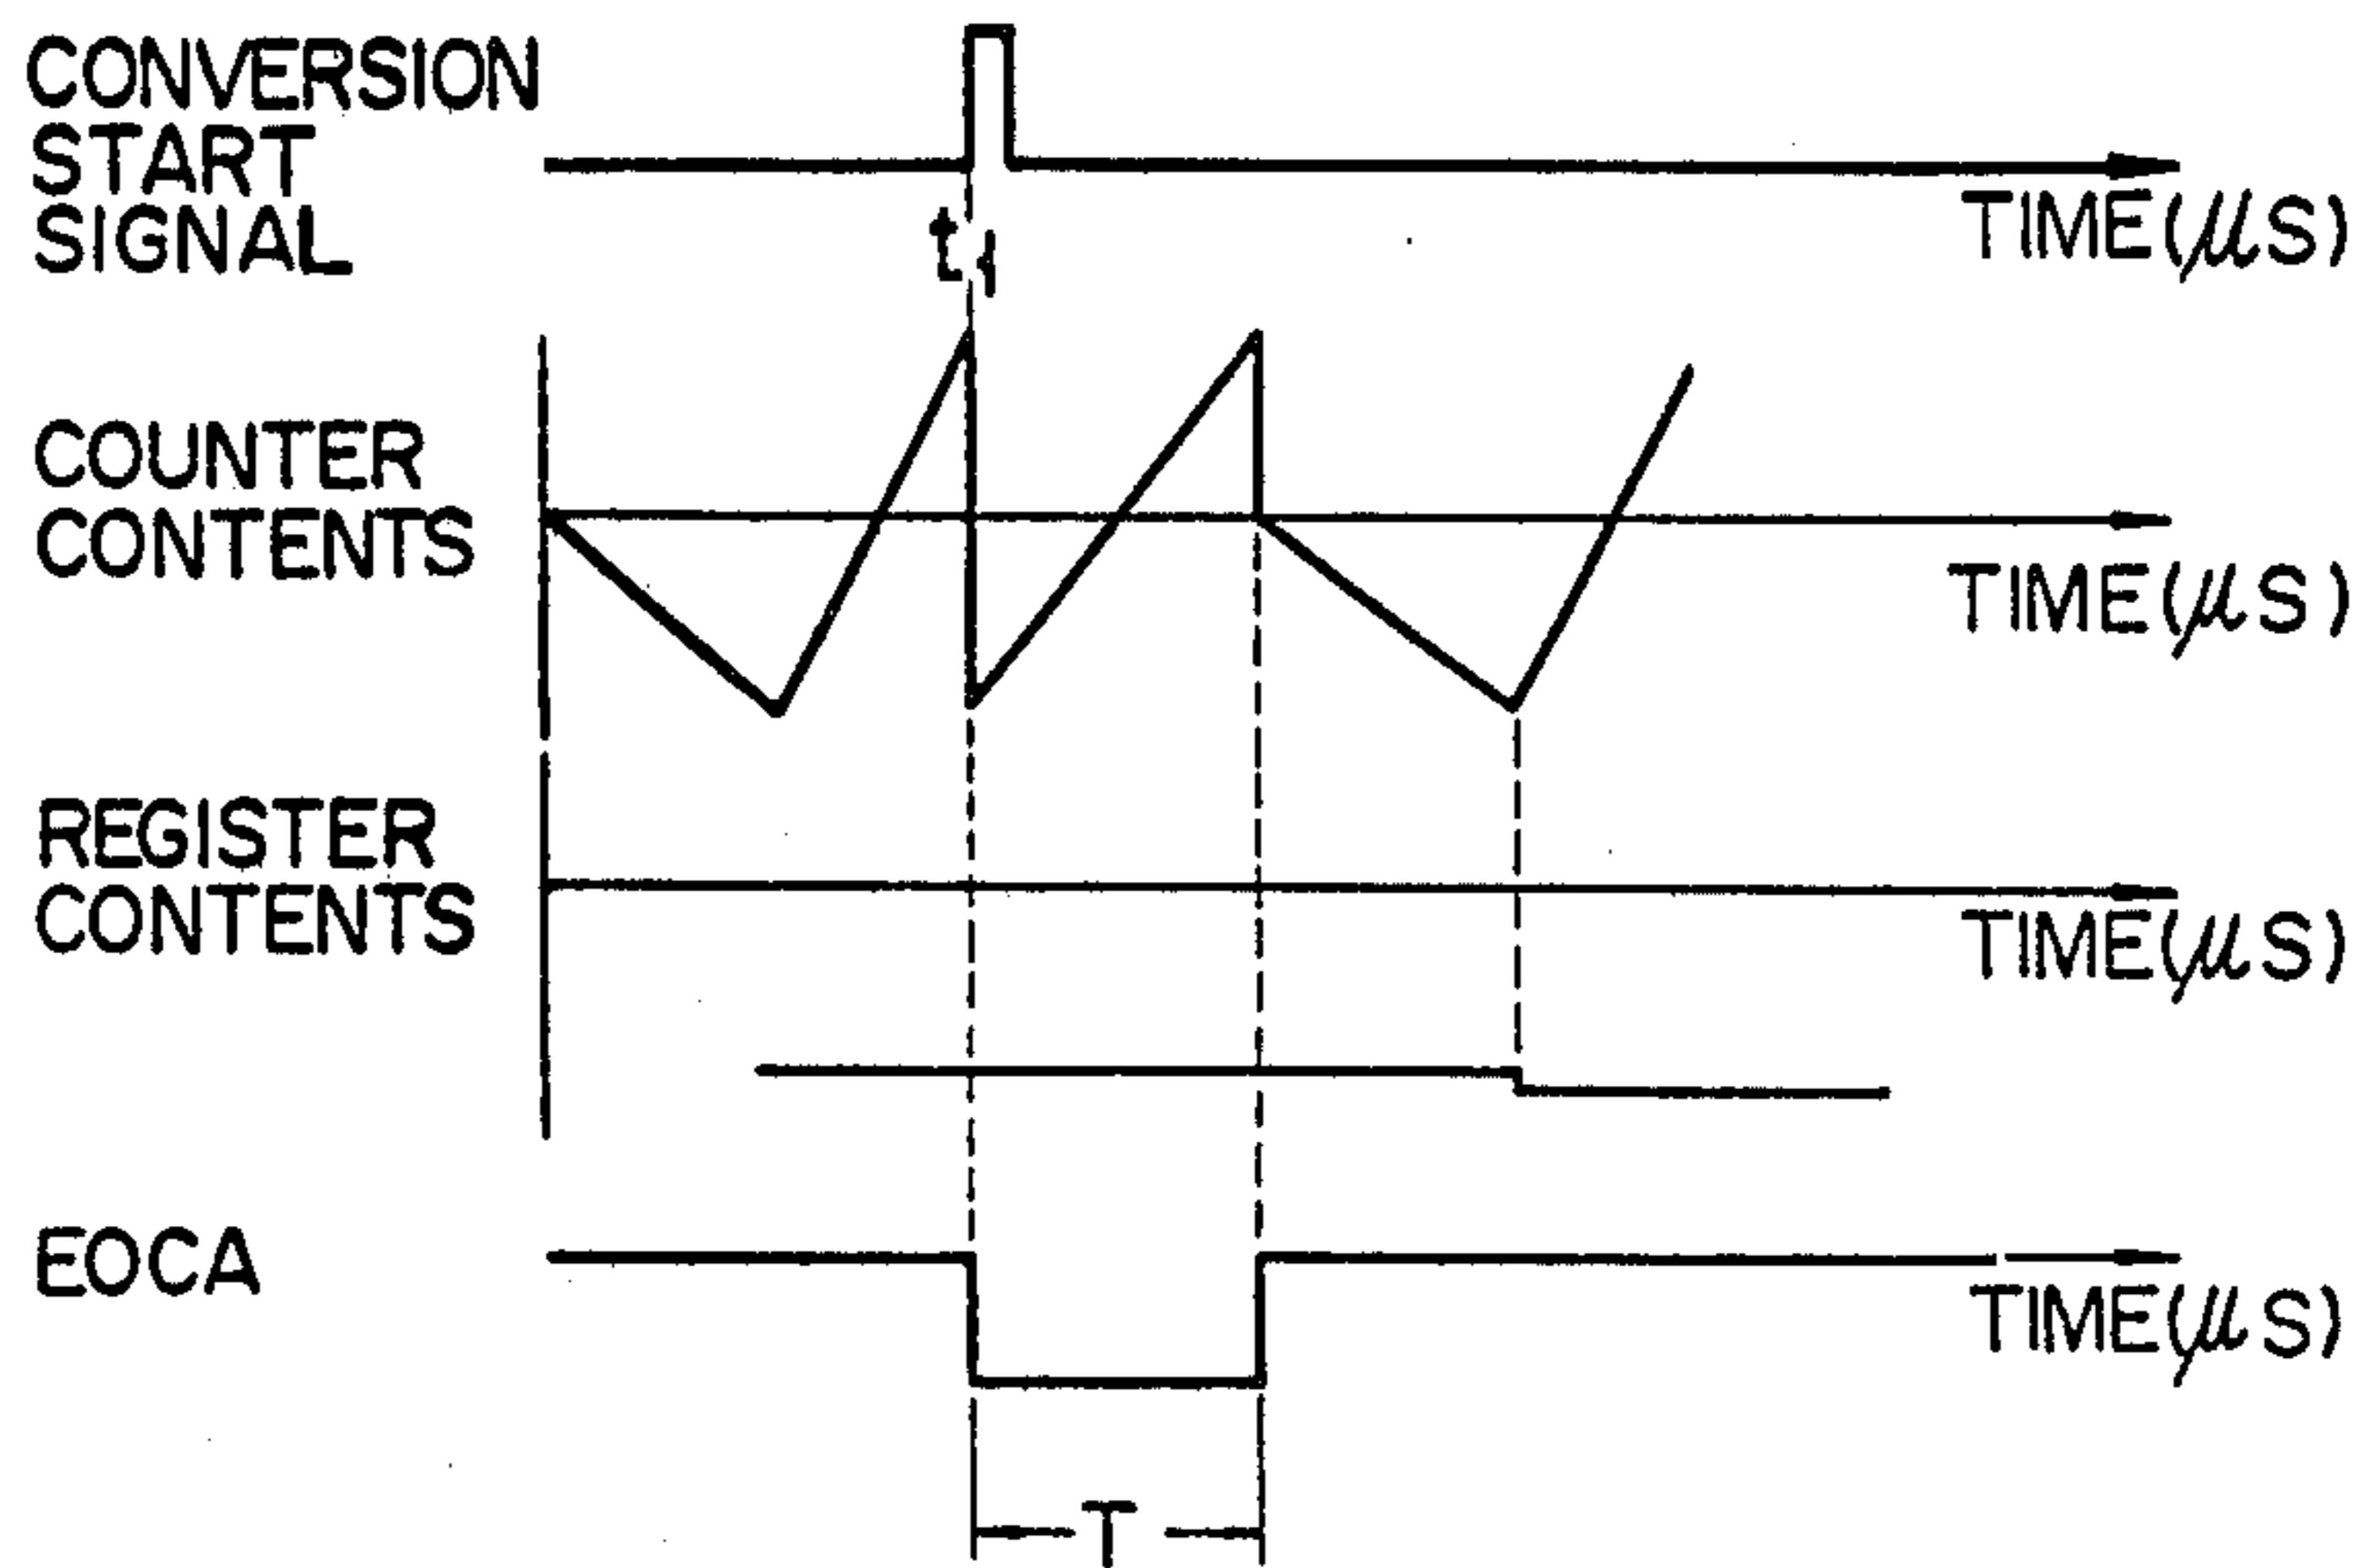 CONVERSION
START
SIGNAL
TIME(μS)
t₁
COUNTER
CONTENTS
TIME(μS)
REGISTER
CONTENTS
TIME(μS)
EOCA
TIME(μS)
T